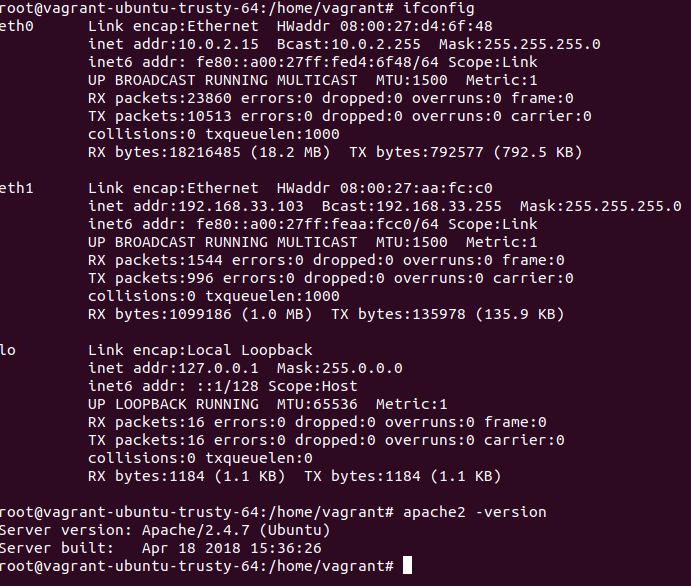 root@vagrant-ubuntu-trusty-64:/home/vagrant# ifconfig
eth0      Link encap:Ethernet  HWaddr 08:00:27:d4:6f:48
          inet addr:10.0.2.15  Bcast:10.0.2.255  Mask:255.255.255.0
          inet6 addr: fe80::a00:27ff:fed4:6f48/64 Scope:Link
          UP BROADCAST RUNNING MULTICAST  MTU:1500  Metric:1
          RX packets:23860 errors:0 dropped:0 overruns:0 frame:0
          TX packets:10513 errors:0 dropped:0 overruns:0 carrier:0
          collisions:0 txqueuelen:1000
          RX bytes:18216485 (18.2 MB)  TX bytes:792577 (792.5 KB)

eth1      Link encap:Ethernet  HWaddr 08:00:27:aa:fc:c0
          inet addr:192.168.33.103  Bcast:192.168.33.255  Mask:255.255.255.0
          inet6 addr: fe80::a00:27ff:feaa:fcc0/64 Scope:Link
          UP BROADCAST RUNNING MULTICAST  MTU:1500  Metric:1
          RX packets:1544 errors:0 dropped:0 overruns:0 frame:0
          TX packets:996 errors:0 dropped:0 overruns:0 carrier:0
          collisions:0 txqueuelen:1000
          RX bytes:1099186 (1.0 MB)  TX bytes:135978 (135.9 KB)

lo        Link encap:Local Loopback
          inet addr:127.0.0.1  Mask:255.0.0.0
          inet6 addr: ::1/128 Scope:Host
          UP LOOPBACK RUNNING  MTU:65536  Metric:1
          RX packets:16 errors:0 dropped:0 overruns:0 frame:0
          TX packets:16 errors:0 dropped:0 overruns:0 carrier:0
          collisions:0 txqueuelen:0
          RX bytes:1184 (1.1 KB)  TX bytes:1184 (1.1 KB)

root@vagrant-ubuntu-trusty-64:/home/vagrant# apache2 -version
Server version: Apache/2.4.7 (Ubuntu)
Server built:   Apr 18 2018 15:36:26
root@vagrant-ubuntu-trusty-64:/home/vagrant#